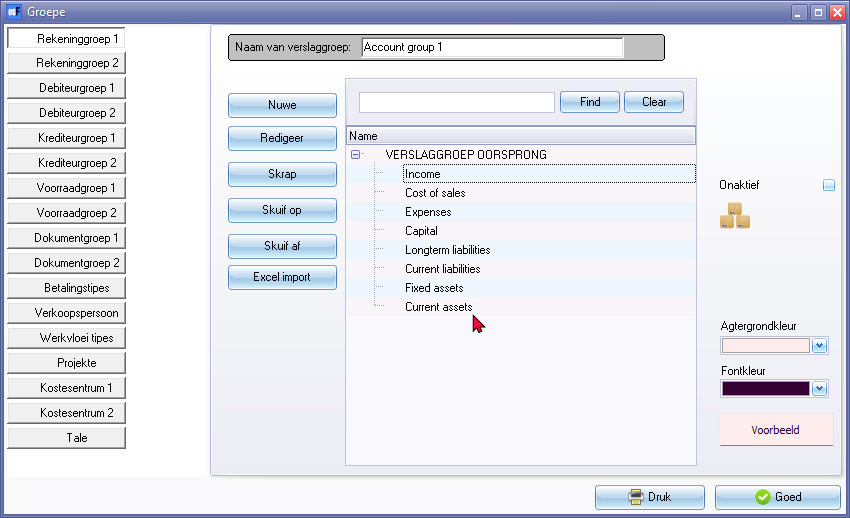 Groepe
Rekeninggroep 1
Rekeninggroep 2
Debiteurgroep 1
Debiteurgroep 2
Krediteurgroep 1
Krediteurgroep 2
Voorraadgroep 1
Voorraadgroep 2
Dokumentgroep 1
Dokumentgroep 2
Betalingstipes
Verkoopspersoon
Werkvloei tipes
Projekte
Kostesentrum 1
Kostesentrum 2
Tale
Naam van verslaggroep: Account group 1
Nuwe
Redigeer
Skrap
Skuif op
Skuif af
Excel import
Find Clear
Name
VERSLAGGROEP OORSPRONG
Income
Cost of sales
Expenses
Capital
Longterm liabilities
Current liabilities
Fixed assets
Current assets
Onaktief
Agtergrondkleur
Fontkleur
Voorbeeld
Druk Goed